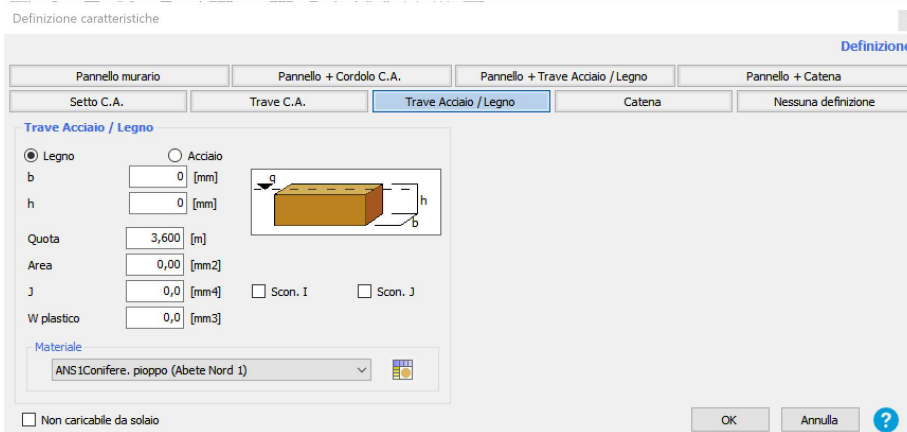 Definizione caratteristiche
Definizione
Pannello murario Pannello + Cordolo C.A. Pannello + Trave Acciaio / Legno Pannello + Catena
Setto C.A. Trave C.A. Trave Acciaio / Legno Catena Nessuna definizione
Trave Acciaio / Legno
Legno Acciaio
b 0 [mm]
q
h 0 [mm] h
b
Quota 3,600 [m]
Area 0,00 [mm2]
J 0,0 [mm4] Scon. I Scon. J
W plastico 0,0 [mm3]
Materiale
ANS1Conifere. pioppo (Abete Nord 1)
Non caricabile da solaio OK Annulla ?